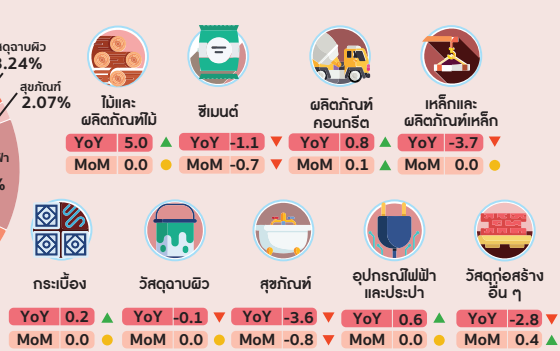 3.24%
สุขภัณฑ์
2.07%
ไม้และ
ผลิตภัณฑ์ไม้
YoY 5.0
MoM 0.0
ซีเมนต์
YoY -1.1
MoM -0.7
ผลิตภัณฑ์
คอนกรีต
YoY 0.8
MoM 0.1
เหล็กและ
ผลิตภัณฑ์เหล็ก
YoY -3.7
MoM 0.0
กระเบื้อง
YoY 0.2
MoM 0.0
วัสดุฉาบผิว
YoY -0.1
MoM 0.0
สุขภัณฑ์
YoY -3.6
MoM -0.8
อุปกรณ์ไฟฟ้า
และประปา
YoY 0.6
MoM 0.0
วัสดุก่อสร้าง
อื่น ๆ
YoY -2.8
MoM 0.4